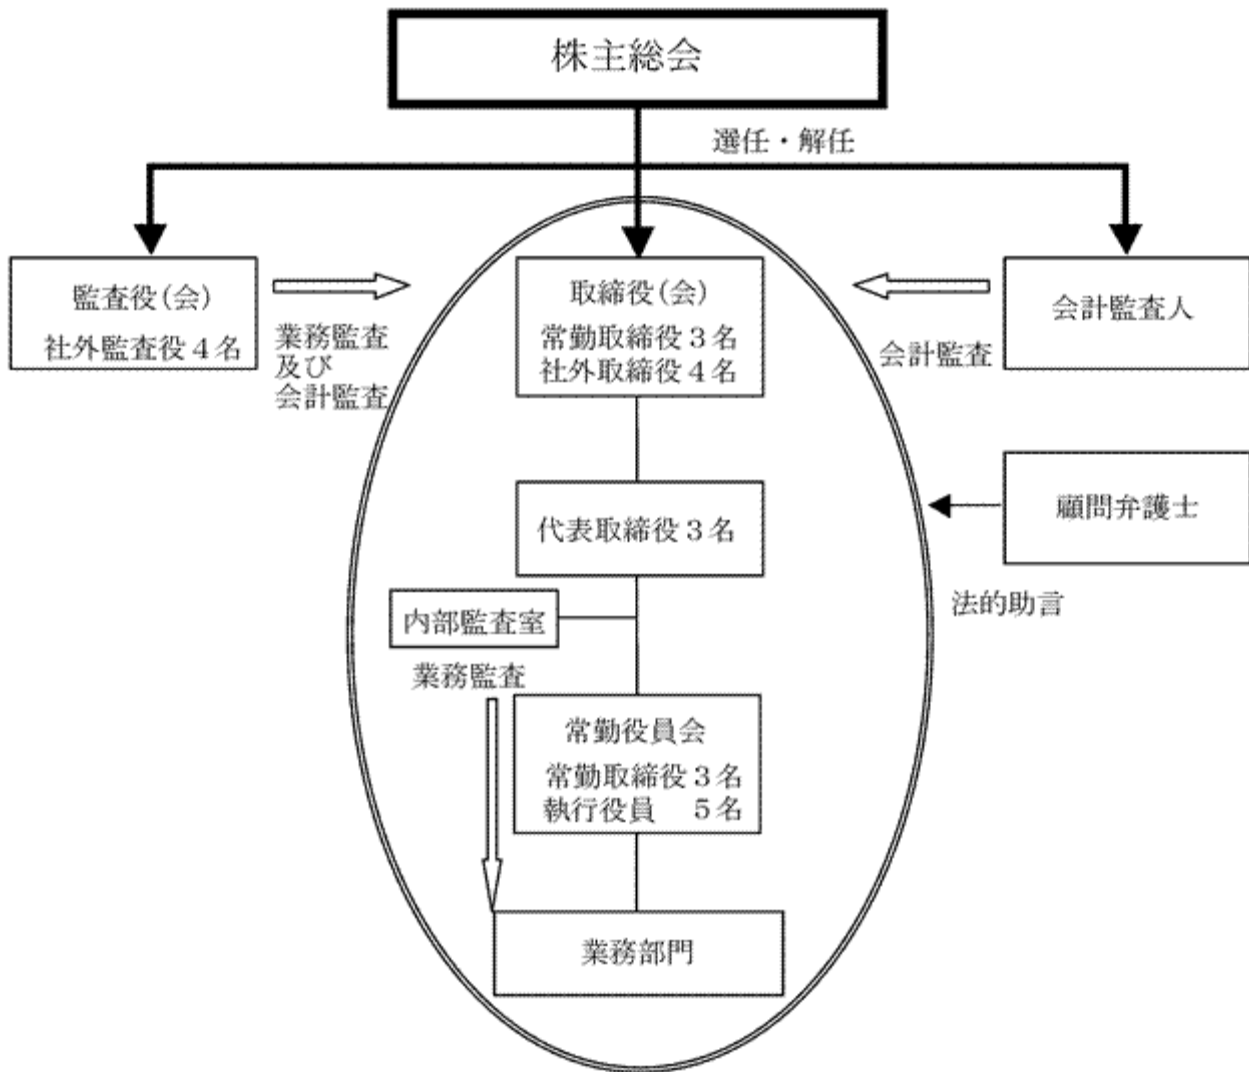 株主総会
選任・解任
監査役(会)
社外監査役４名
業務監査
及び
会計監査
取締役(会)
常勤取締役３名
社外取締役４名
会計監査人
会計監査
代表取締役３名
顧問弁護士
法的助言
内部監査室
業務監査
常勤役員会
常勤取締役３名
執行役員　５名
業務部門